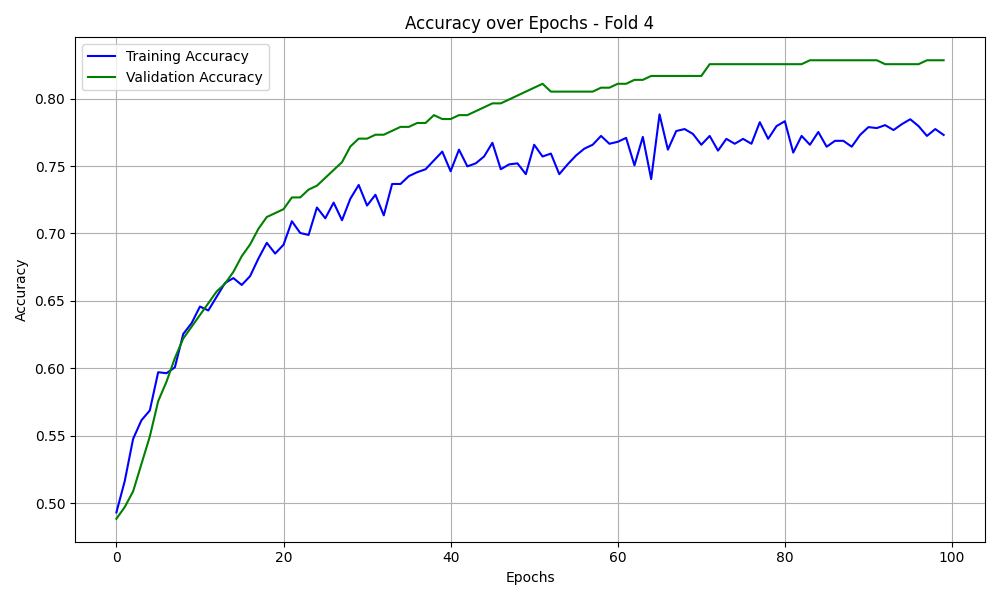 Accuracy over Epochs - Fold 4
Training Accuracy
Validation Accuracy
Accuracy
0.80
0.75
0.70
0.65
0.60
0.55
0.50
0 20 40 60 80 100
Epochs